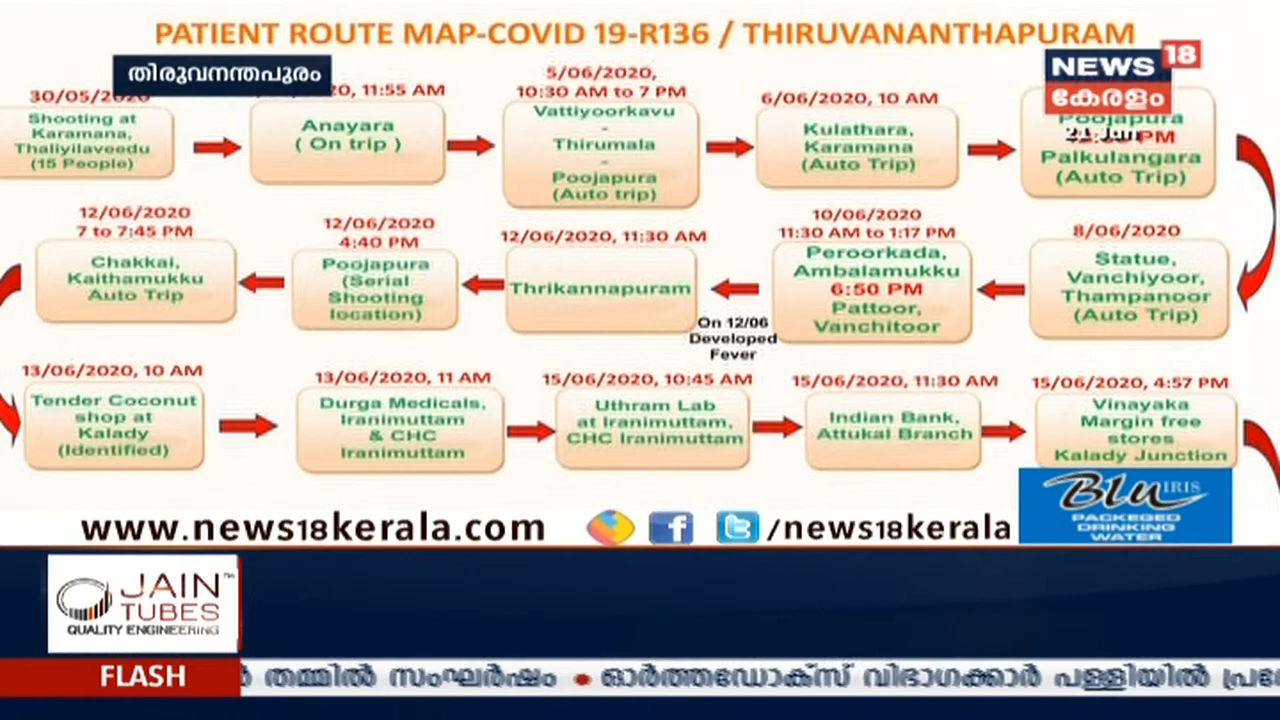 PATIENT ROUTE MAP-COVID 19-R136 / THIRUVANANTHAPURAM
തിരുവനന്തപുരം
NEWS 18
കേരളം
21 Jun
30/05/2020
Shooting at
Karamana,
Thaliyilaveedu
(15 People)
11:55 AM
Anayara
( On trip )
5/06/2020,
10:30 AM to 7 PM
Vattiyoorkavu
-
Thirumala
-
Poojapura
(Auto trip)
6/06/2020, 10 AM
Kulathara,
Karamana
(Auto Trip)
Poojapura
PM
Palkulangara
(Auto Trip)
12/06/2020
7 to 7:45 PM
Chakkai,
Kaithamukku
Auto Trip
12/06/2020
4:40 PM
Poojapura
(Serial
Shooting
location)
12/06/2020, 11:30 AM
Thrikannapuram
On 12/06
Developed
Fever
10/06/2020
11:30 AM to 1:17 PM
Peroorkada,
Ambalamukku
6:50 PM
Pattoor,
Vanchitoor
8/06/2020
Statue,
Vanchiyoor,
Thampanoor
(Auto Trip)
13/06/2020, 10 AM
Tender Coconut
shop at
Kalady
(Identified)
13/06/2020, 11 AM
Durga Medicals,
Iranimuttam
& CHC
Iranimuttam
15/06/2020, 10:45 AM
Uthram Lab
at Iranimuttam,
CHC Iranimuttam
15/06/2020, 11:30 AM
Indian Bank,
Attukal Branch
15/06/2020, 4:57 PM
Vinayaka
Margin free
stores
Kalady Junction
www.news18kerala.com
/news18kerala
Blu IRIS
PACKEGED
DRINKING
WATER
JAIN™
TUBES
QUALITY ENGINEERING
FLASH
തമ്മിൽ സംഘർഷം • ഓർത്തഡോക്സ് വിഭാഗക്കാർ പള്ളിയിൽ